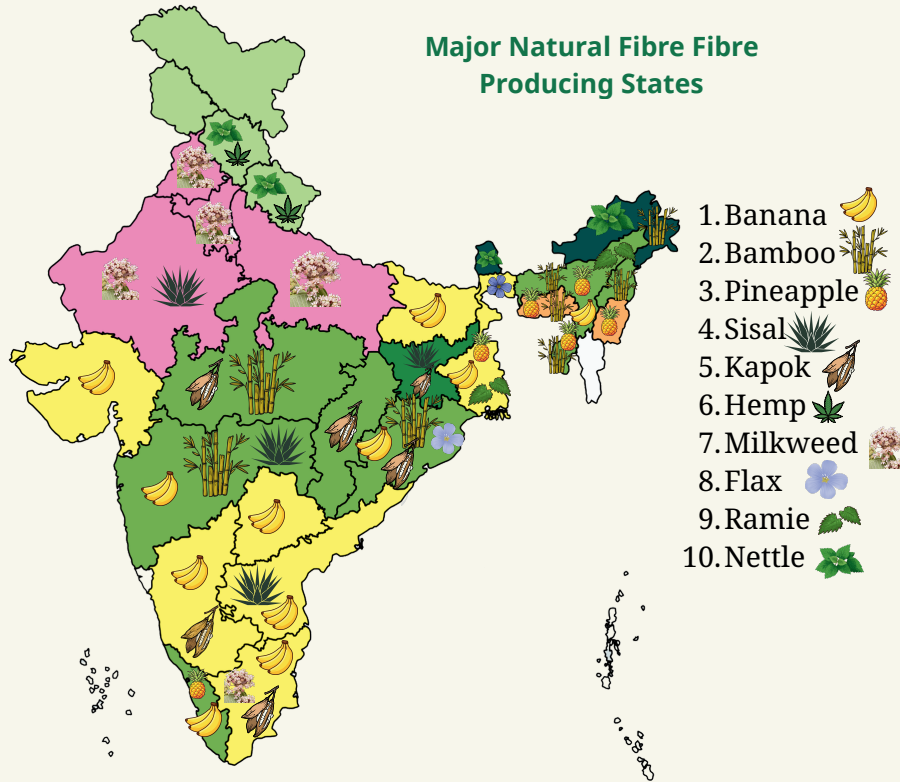 Major Natural Fibre Fibre
Producing States
1. Banana
2. Bamboo
3. Pineapple
4. Sisal
5. Kapok
6. Hemp
7. Milkweed
8. Flax
9. Ramie
10. Nettle